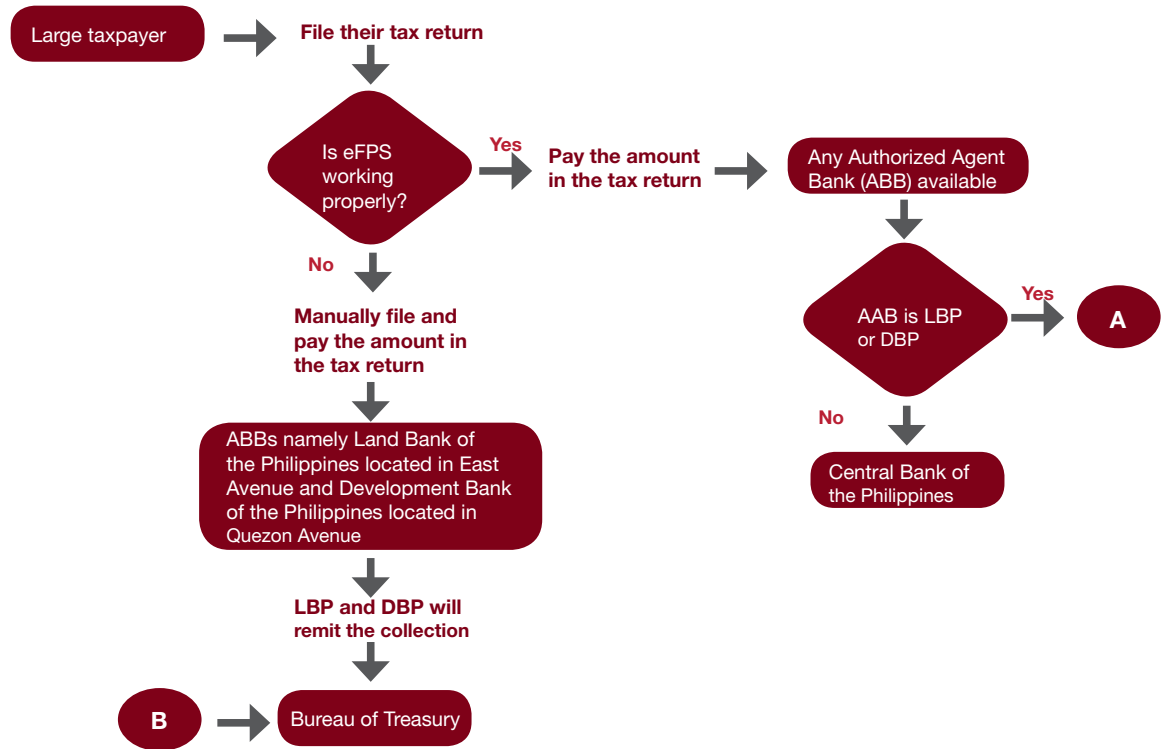 Large taxpayer
File their tax return
Is eFPS
working
properly?
Yes
Pay the amount
in the tax return
Any Authorized Agent
Bank (ABB) available
AAB is LBP
or DBP
Yes
A
No
Central Bank of
the Philippines
No
Manually file and
pay the amount in
the tax return
ABBs namely Land Bank of
the Philippines located in East
Avenue and Development Bank
of the Philippines located in
Quezon Avenue
LBP and DBP will
remit the collection
B
Bureau of Treasury